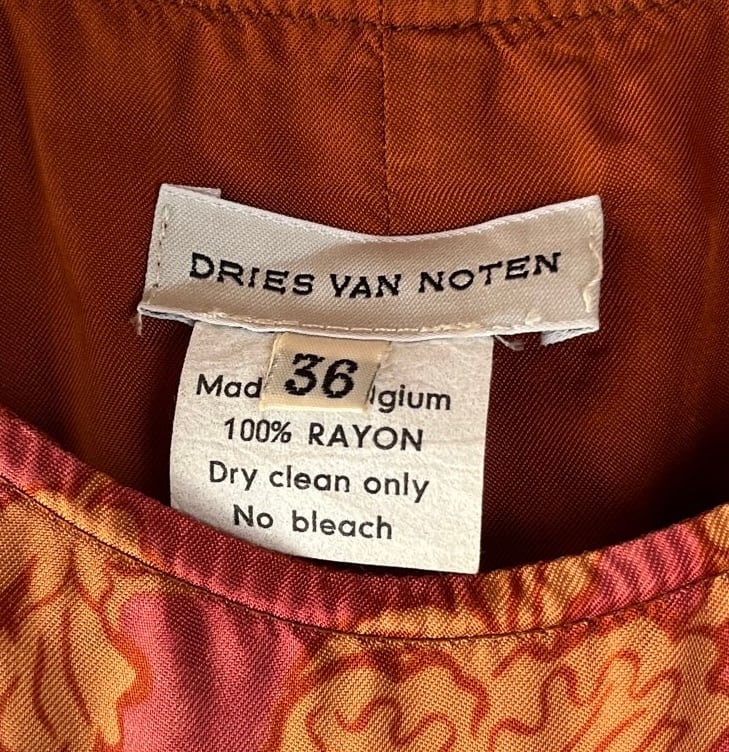 DRIES VAN NOTEN
36
Mad lgium
100% RAYON
Dry clean only
No bleach